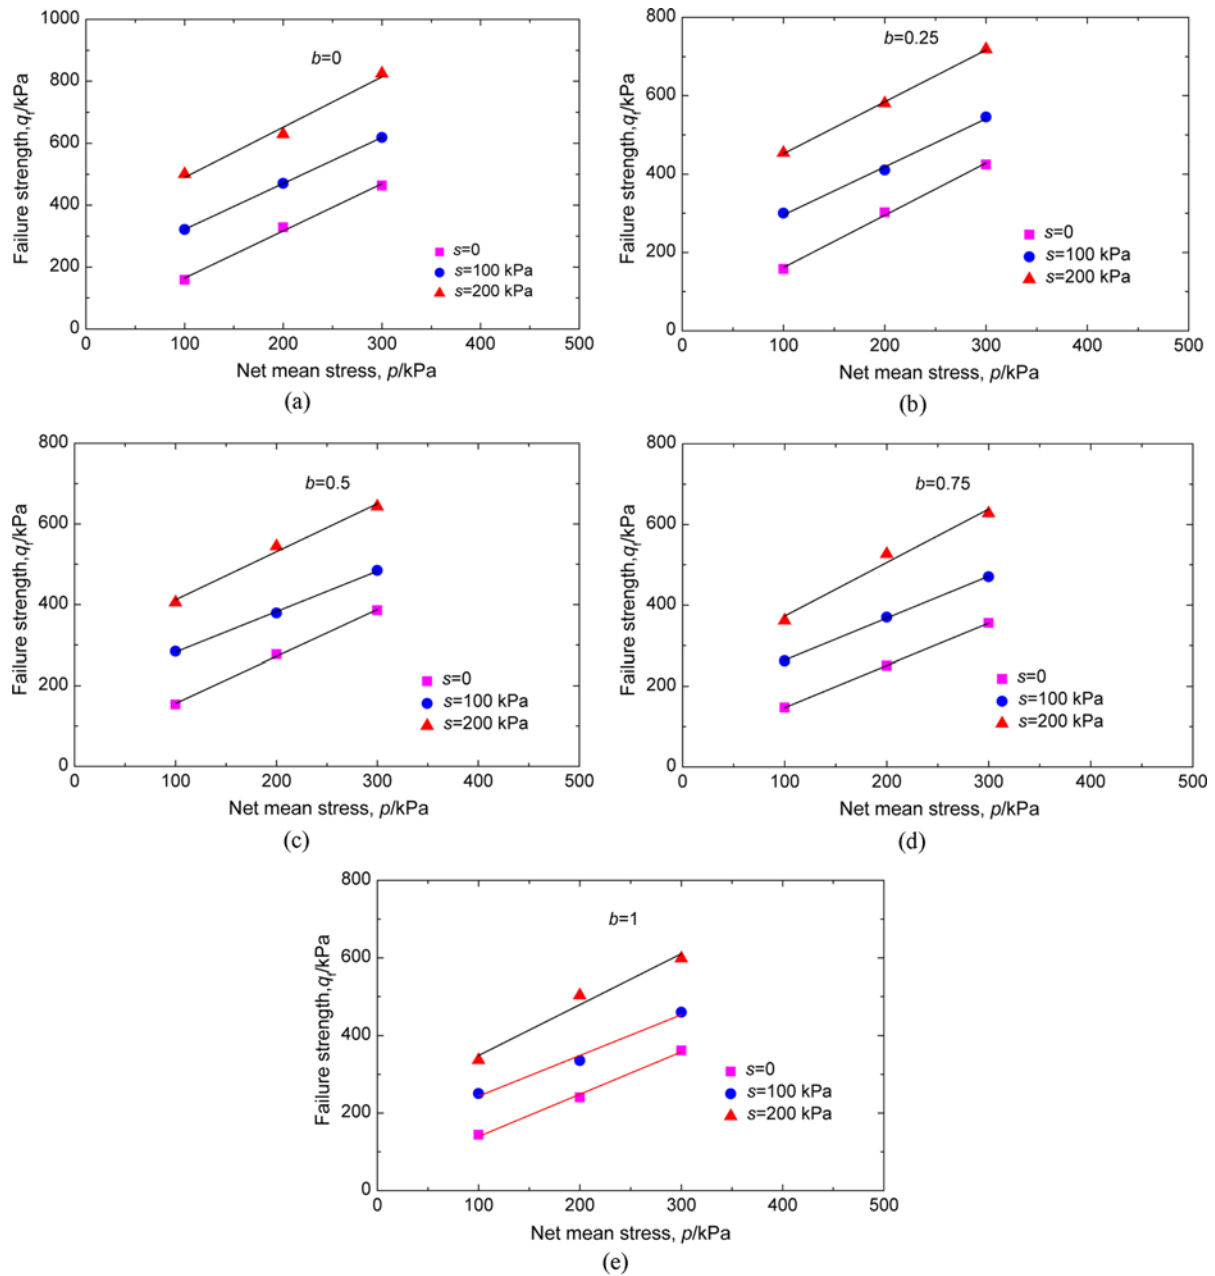 1000
800
600
400
200
0
Failure strength,qf/kPa
b=0
s=0
s=100 kPa
s=200 kPa
0 100 200 300 400 500
Net mean stress, p/kPa
(a)
800
600
400
200
0
Failure strength,qf/kPa
b=0.25
s=0
s=100 kPa
s=200 kPa
0 100 200 300 400 500
Net mean stress, p/kPa
(b)
800
600
400
200
0
Failure strength,qf/kPa
b=0.5
s=0
s=100 kPa
s=200 kPa
0 100 200 300 400 500
Net mean stress, p/kPa
(c)
800
600
400
200
0
Failure strength,qf/kPa
b=0.75
s=0
s=100 kPa
s=200 kPa
0 100 200 300 400 500
Net mean stress, p/kPa
(d)
800
600
400
200
0
Failure strength,qf/kPa
b=1
s=0
s=100 kPa
s=200 kPa
0 100 200 300 400 500
Net mean stress, p/kPa
(e)